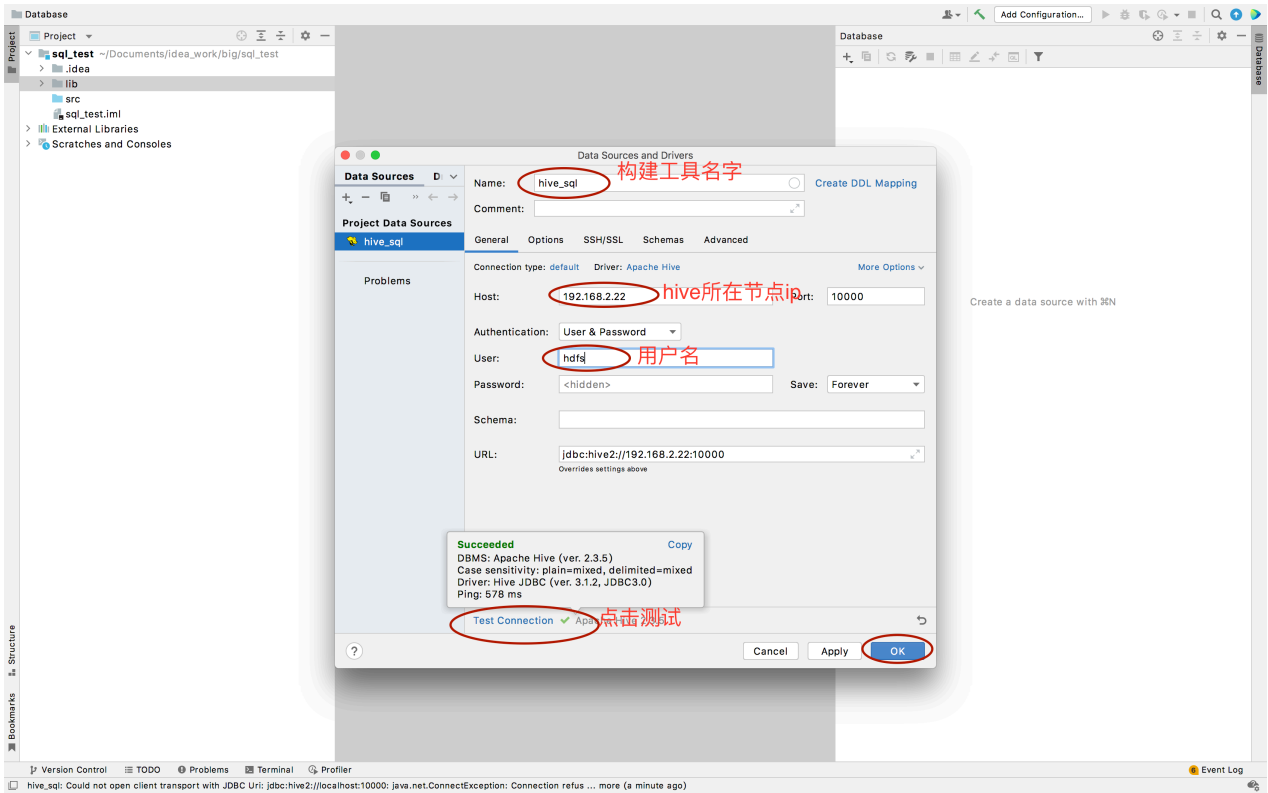 Database
Add Configuration...
Project
Project
sql_test ~/Documents/idea_work/big/sql_test
.idea
lib
src
sql_test.iml
External Libraries
Scratches and Consoles
Database
Database
Create a data source with ⌘N
Data Sources and Drivers
Data Sources
Project Data Sources
hive_sql
Problems
Name: hive_sql
构建工具名字
Create DDL Mapping
Comment:
General Options SSH/SSL Schemas Advanced
Connection type: default Driver: Apache Hive More Options
Host: 192.168.2.22
hive所在节点ip
10000
Authentication: User & Password
User: hdfs
用户名
Password: <hidden> Save: Forever
Schema:
URL: jdbc:hive2://192.168.2.22:10000
Overrides settings above
Succeeded Copy
DBMS: Apache Hive (ver. 2.3.5)
Case sensitivity: plain=mixed, delimited=mixed
Driver: Hive JDBC (ver. 3.1.2, JDBC3.0)
Ping: 578 ms
Test Connection
点击测试
? Cancel Apply OK
Structure
Bookmarks
Version Control TODO Problems Terminal Profiler
6 Event Log
hive_sql: Could not open client transport with JDBC Uri: jdbc:hive2://localhost:10000: java.net.ConnectException: Connection refus ... more (a minute ago)